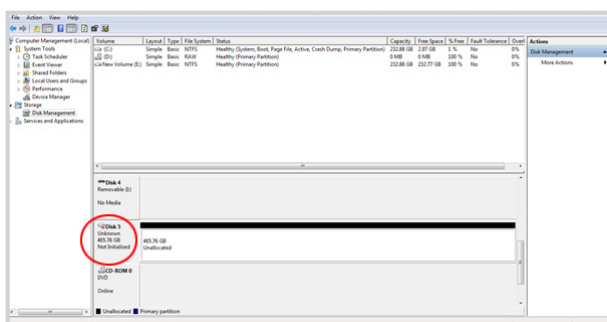 File Action View Help
Computer Management (Local)
System Tools
Task Scheduler
Event Viewer
Shared Folders
Local Users and Groups
Performance
Device Manager
Storage
Disk Management
Services and Applications
Volume Layout Type File System Status Capacity Free Space % Free Fault Tolerance Overl
(C:) Simple Basic NTFS Healthy (System, Boot, Page File, Active, Crash Dump, Primary Partition) 232.88 GB 2.97 GB 1 % No 0%
(D:) Simple Basic RAW Healthy (Primary Partition) 0 MB 0 MB 100 % No 0%
New Volume (E:) Simple Basic NTFS Healthy (Primary Partition) 232.88 GB 232.77 GB 100 % No 0%
Actions
Disk Management
More Actions
Disk 4
Removable
No Media
Disk 5
Unknown
465.76 GB
Not Initialized
465.76 GB
Unallocated
CD-ROM 0
DVD
Online
Unallocated Primary partition